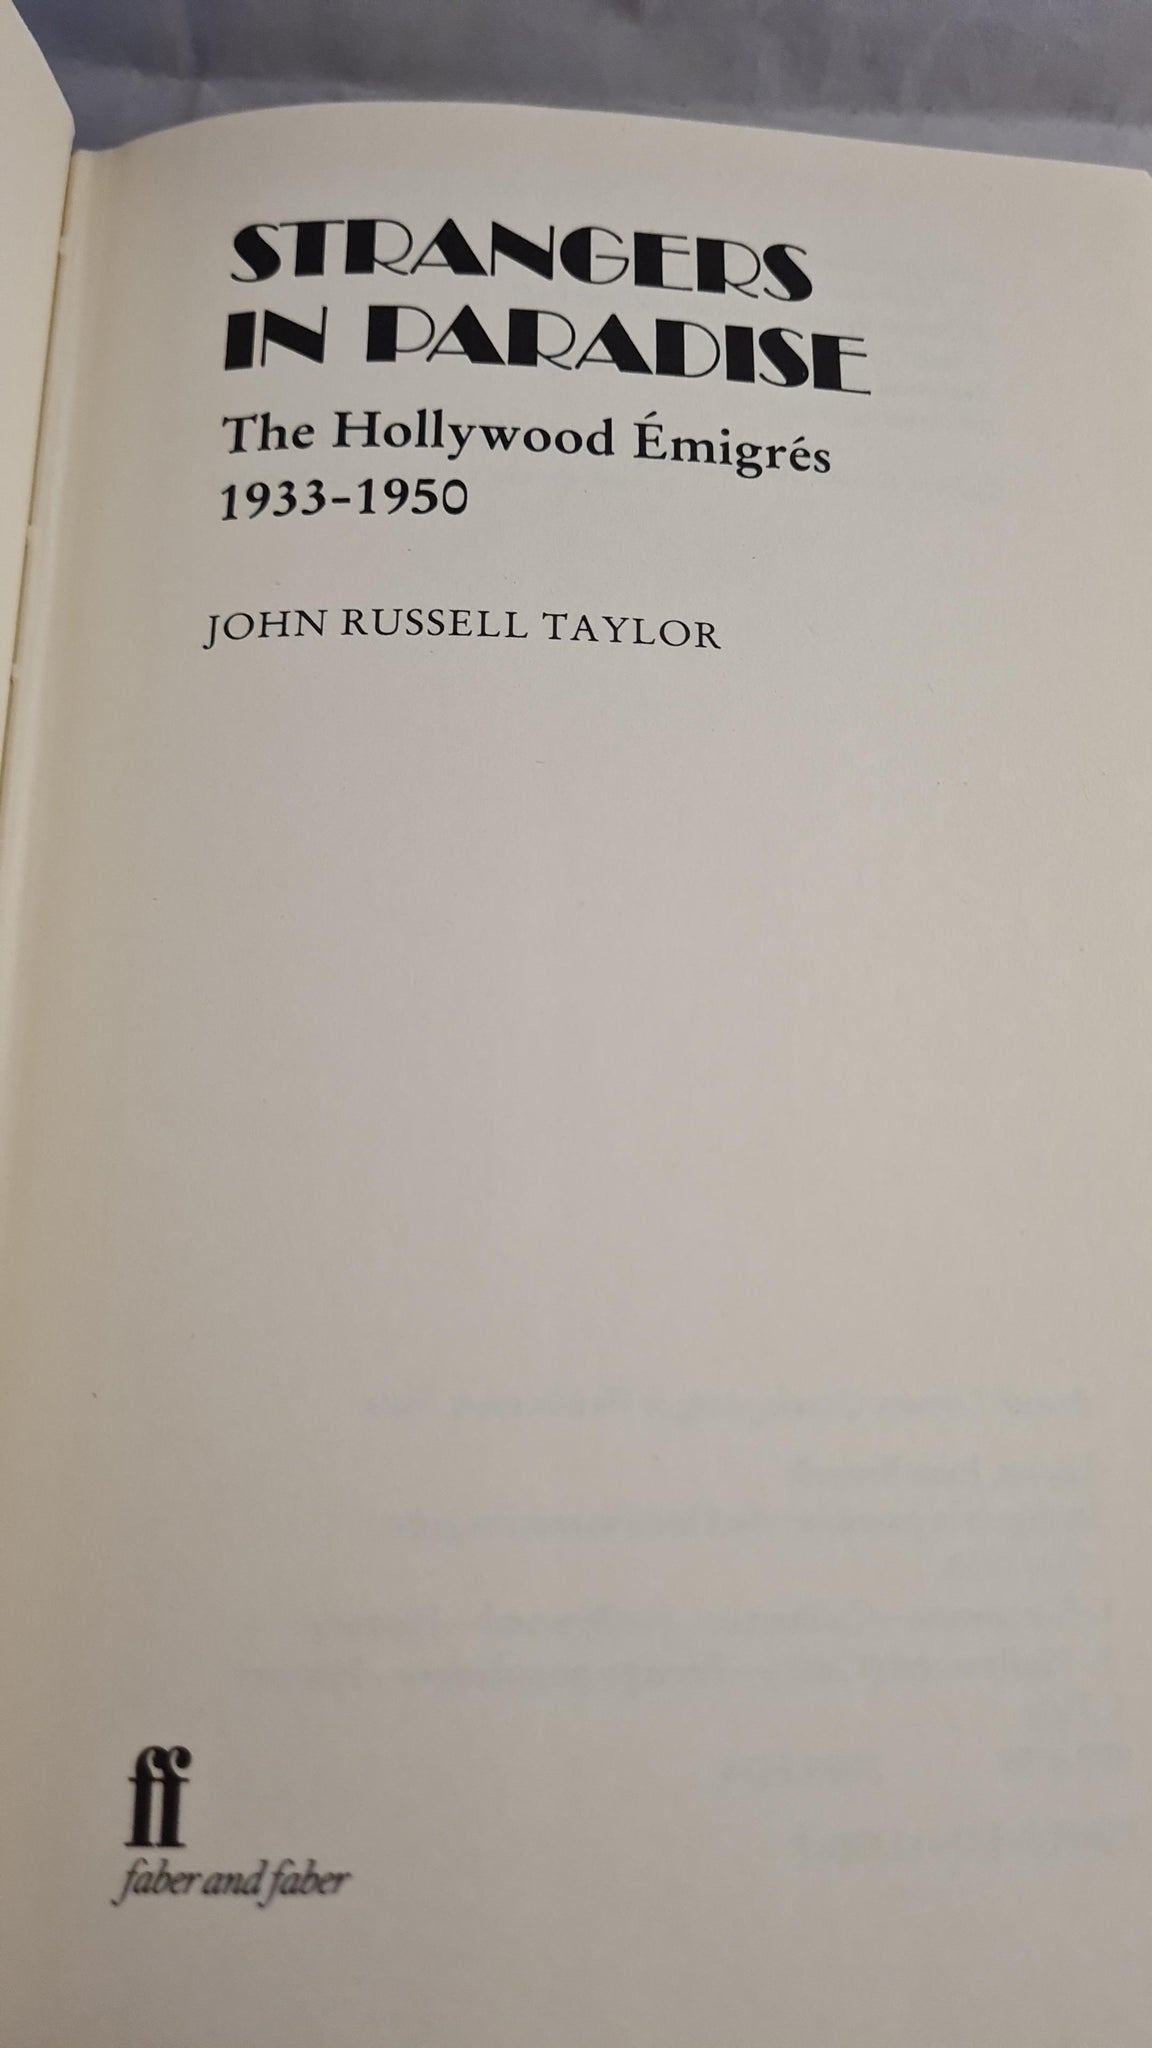 STRANGERS
IN PARADISE
The Hollywood Émigrés
1933–1950
JOHN RUSSELL TAYLOR
ff
faber and faber